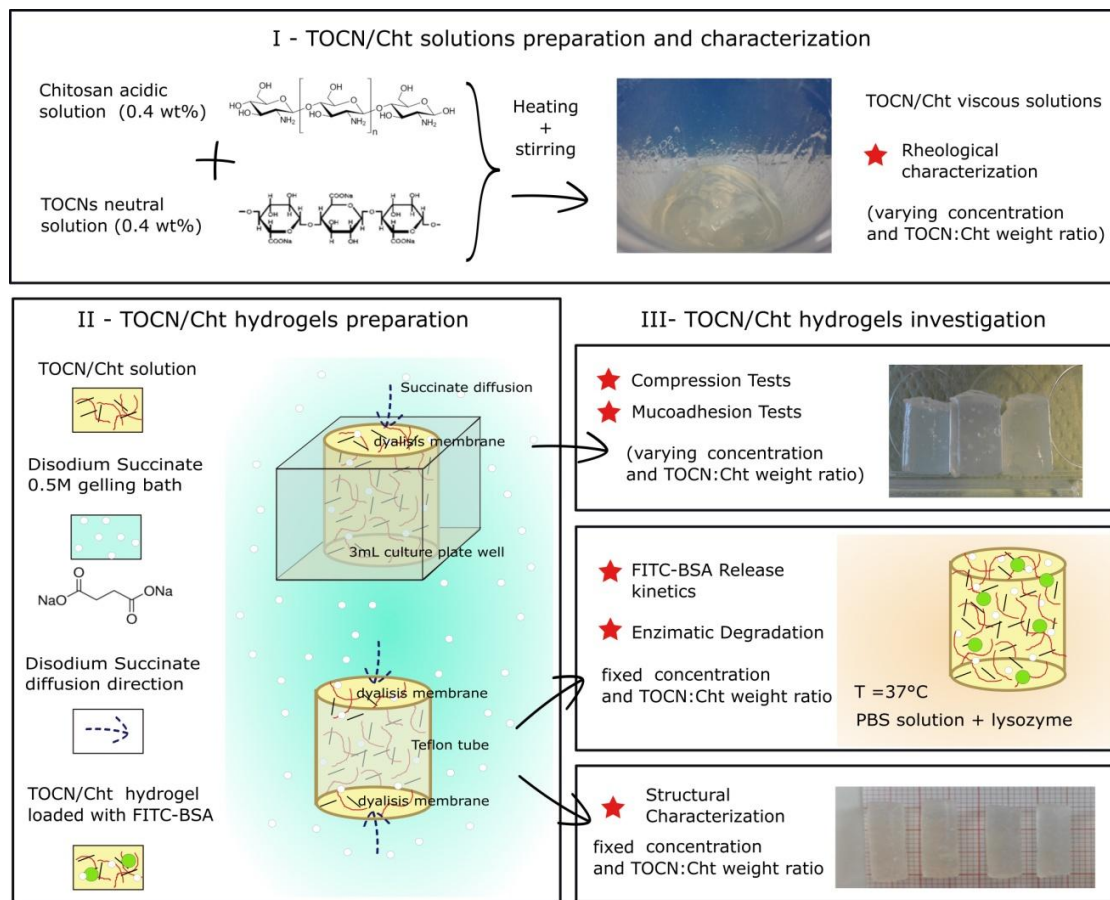 I - TOCN/Cht solutions preparation and characterization
Chitosan acidic
solution (0.4 wt%)
TOCNs neutral
solution (0.4 wt%)
Heating
+
stirring
TOCN/Cht viscous solutions
Rheological
characterization
(varying concentration
and TOCN:Cht weight ratio)
II - TOCN/Cht hydrogels preparation
TOCN/Cht solution
Disodium Succinate
0.5M gelling bath
NaO
O
O
ONa
Disodium Succinate
diffusion direction
TOCN/Cht hydrogel
loaded with FITC-BSA
Succinate diffusion
dyalisis membrane
3mL culture plate well
dyalisis membrane
Teflon tube
dyalisis membrane
III- TOCN/Cht hydrogels investigation
Compression Tests
Mucoadhesion Tests
(varying concentration
and TOCN:Cht weight ratio)
FITC-BSA Release
kinetics
Enzimatic Degradation
fixed concentration
and TOCN:Cht weight ratio
T =37°C
PBS solution + lysozyme
Structural
Characterization
fixed concentration
and TOCN:Cht weight ratio